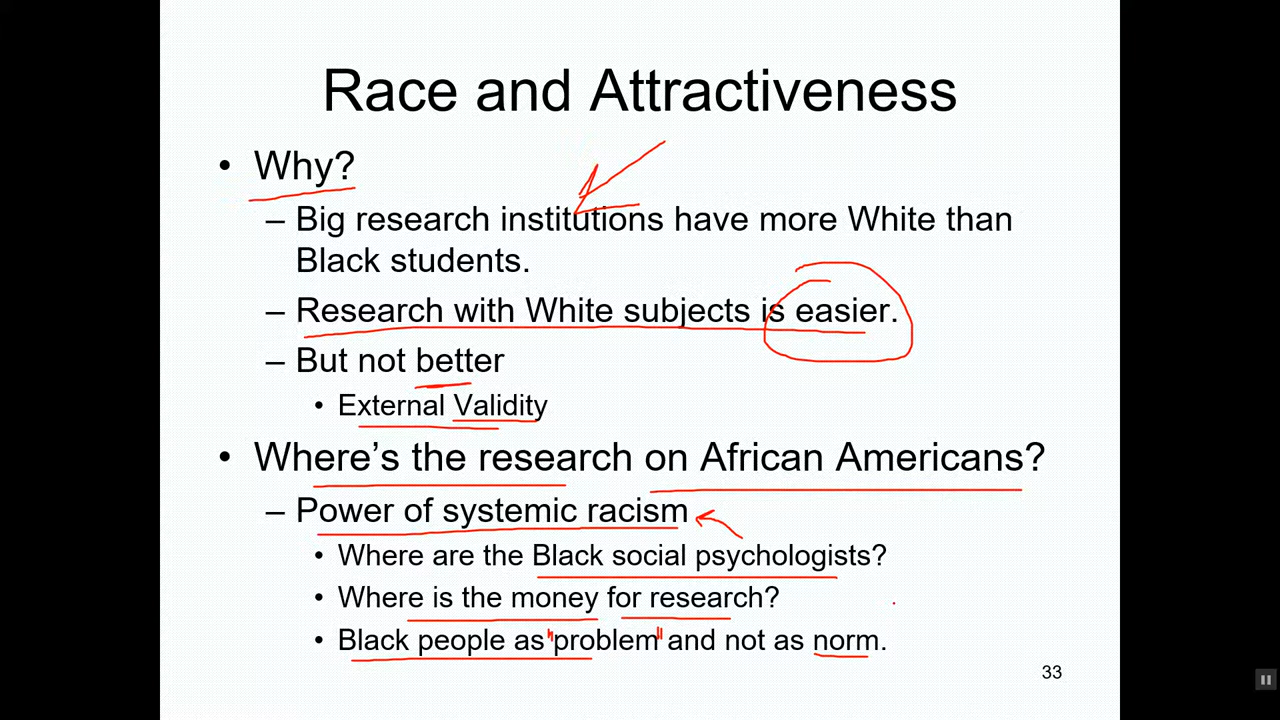 Race and Attractiveness
• Why?
– Big research institutions have more White than
Black students.
– Research with White subjects is easier.
– But not better
• External Validity
• Where’s the research on African Americans?
– Power of systemic racism
• Where are the Black social psychologists?
• Where is the money for research?
• Black people as "problem" and not as norm.
33